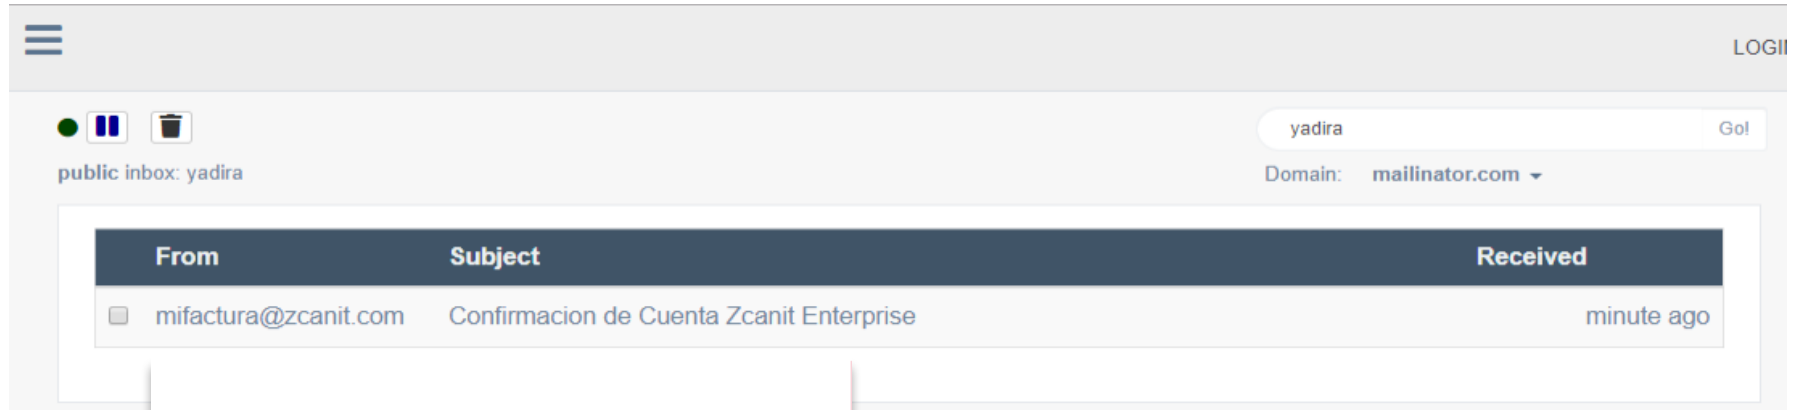 LOGI
yadira
Go!
public inbox: yadira
Domain: mailinator.com
From Subject Received
mifactura@zcanit.com Confirmacion de Cuenta Zcanit Enterprise minute ago